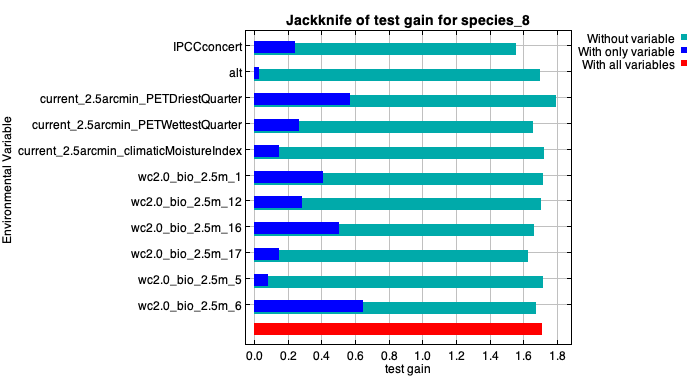 Jackknife of test gain for species_8
Without variable
With only variable
With all variables
Environmental Variable
IPCCconcert
alt
current_2.5arcmin_PETDriestQuarter
current_2.5arcmin_PETWettestQuarter
current_2.5arcmin_climaticMoistureIndex
wc2.0_bio_2.5m_1
wc2.0_bio_2.5m_12
wc2.0_bio_2.5m_16
wc2.0_bio_2.5m_17
wc2.0_bio_2.5m_5
wc2.0_bio_2.5m_6
0.0 0.2 0.4 0.6 0.8 1.0 1.2 1.4 1.6 1.8
test gain